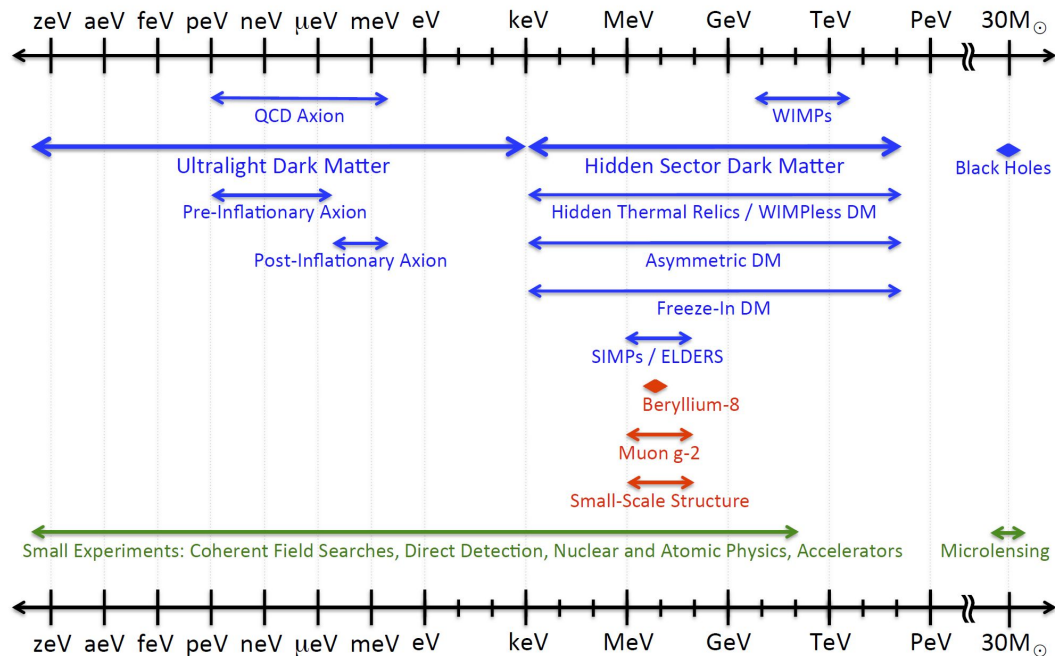 zeV aeV feV peV neV μeV meV eV keV MeV GeV TeV PeV 30M☉
QCD Axion WIMPs
Ultralight Dark Matter Hidden Sector Dark Matter Black Holes
Pre-Inflationary Axion Hidden Thermal Relics / WIMPless DM
Post-Inflationary Axion Asymmetric DM
Freeze-In DM
SIMPs / ELDERS
Beryllium-8
Muon g-2
Small-Scale Structure
Small Experiments: Coherent Field Searches, Direct Detection, Nuclear and Atomic Physics, Accelerators Microlensing
zeV aeV feV peV neV μeV meV eV keV MeV GeV TeV PeV 30M☉